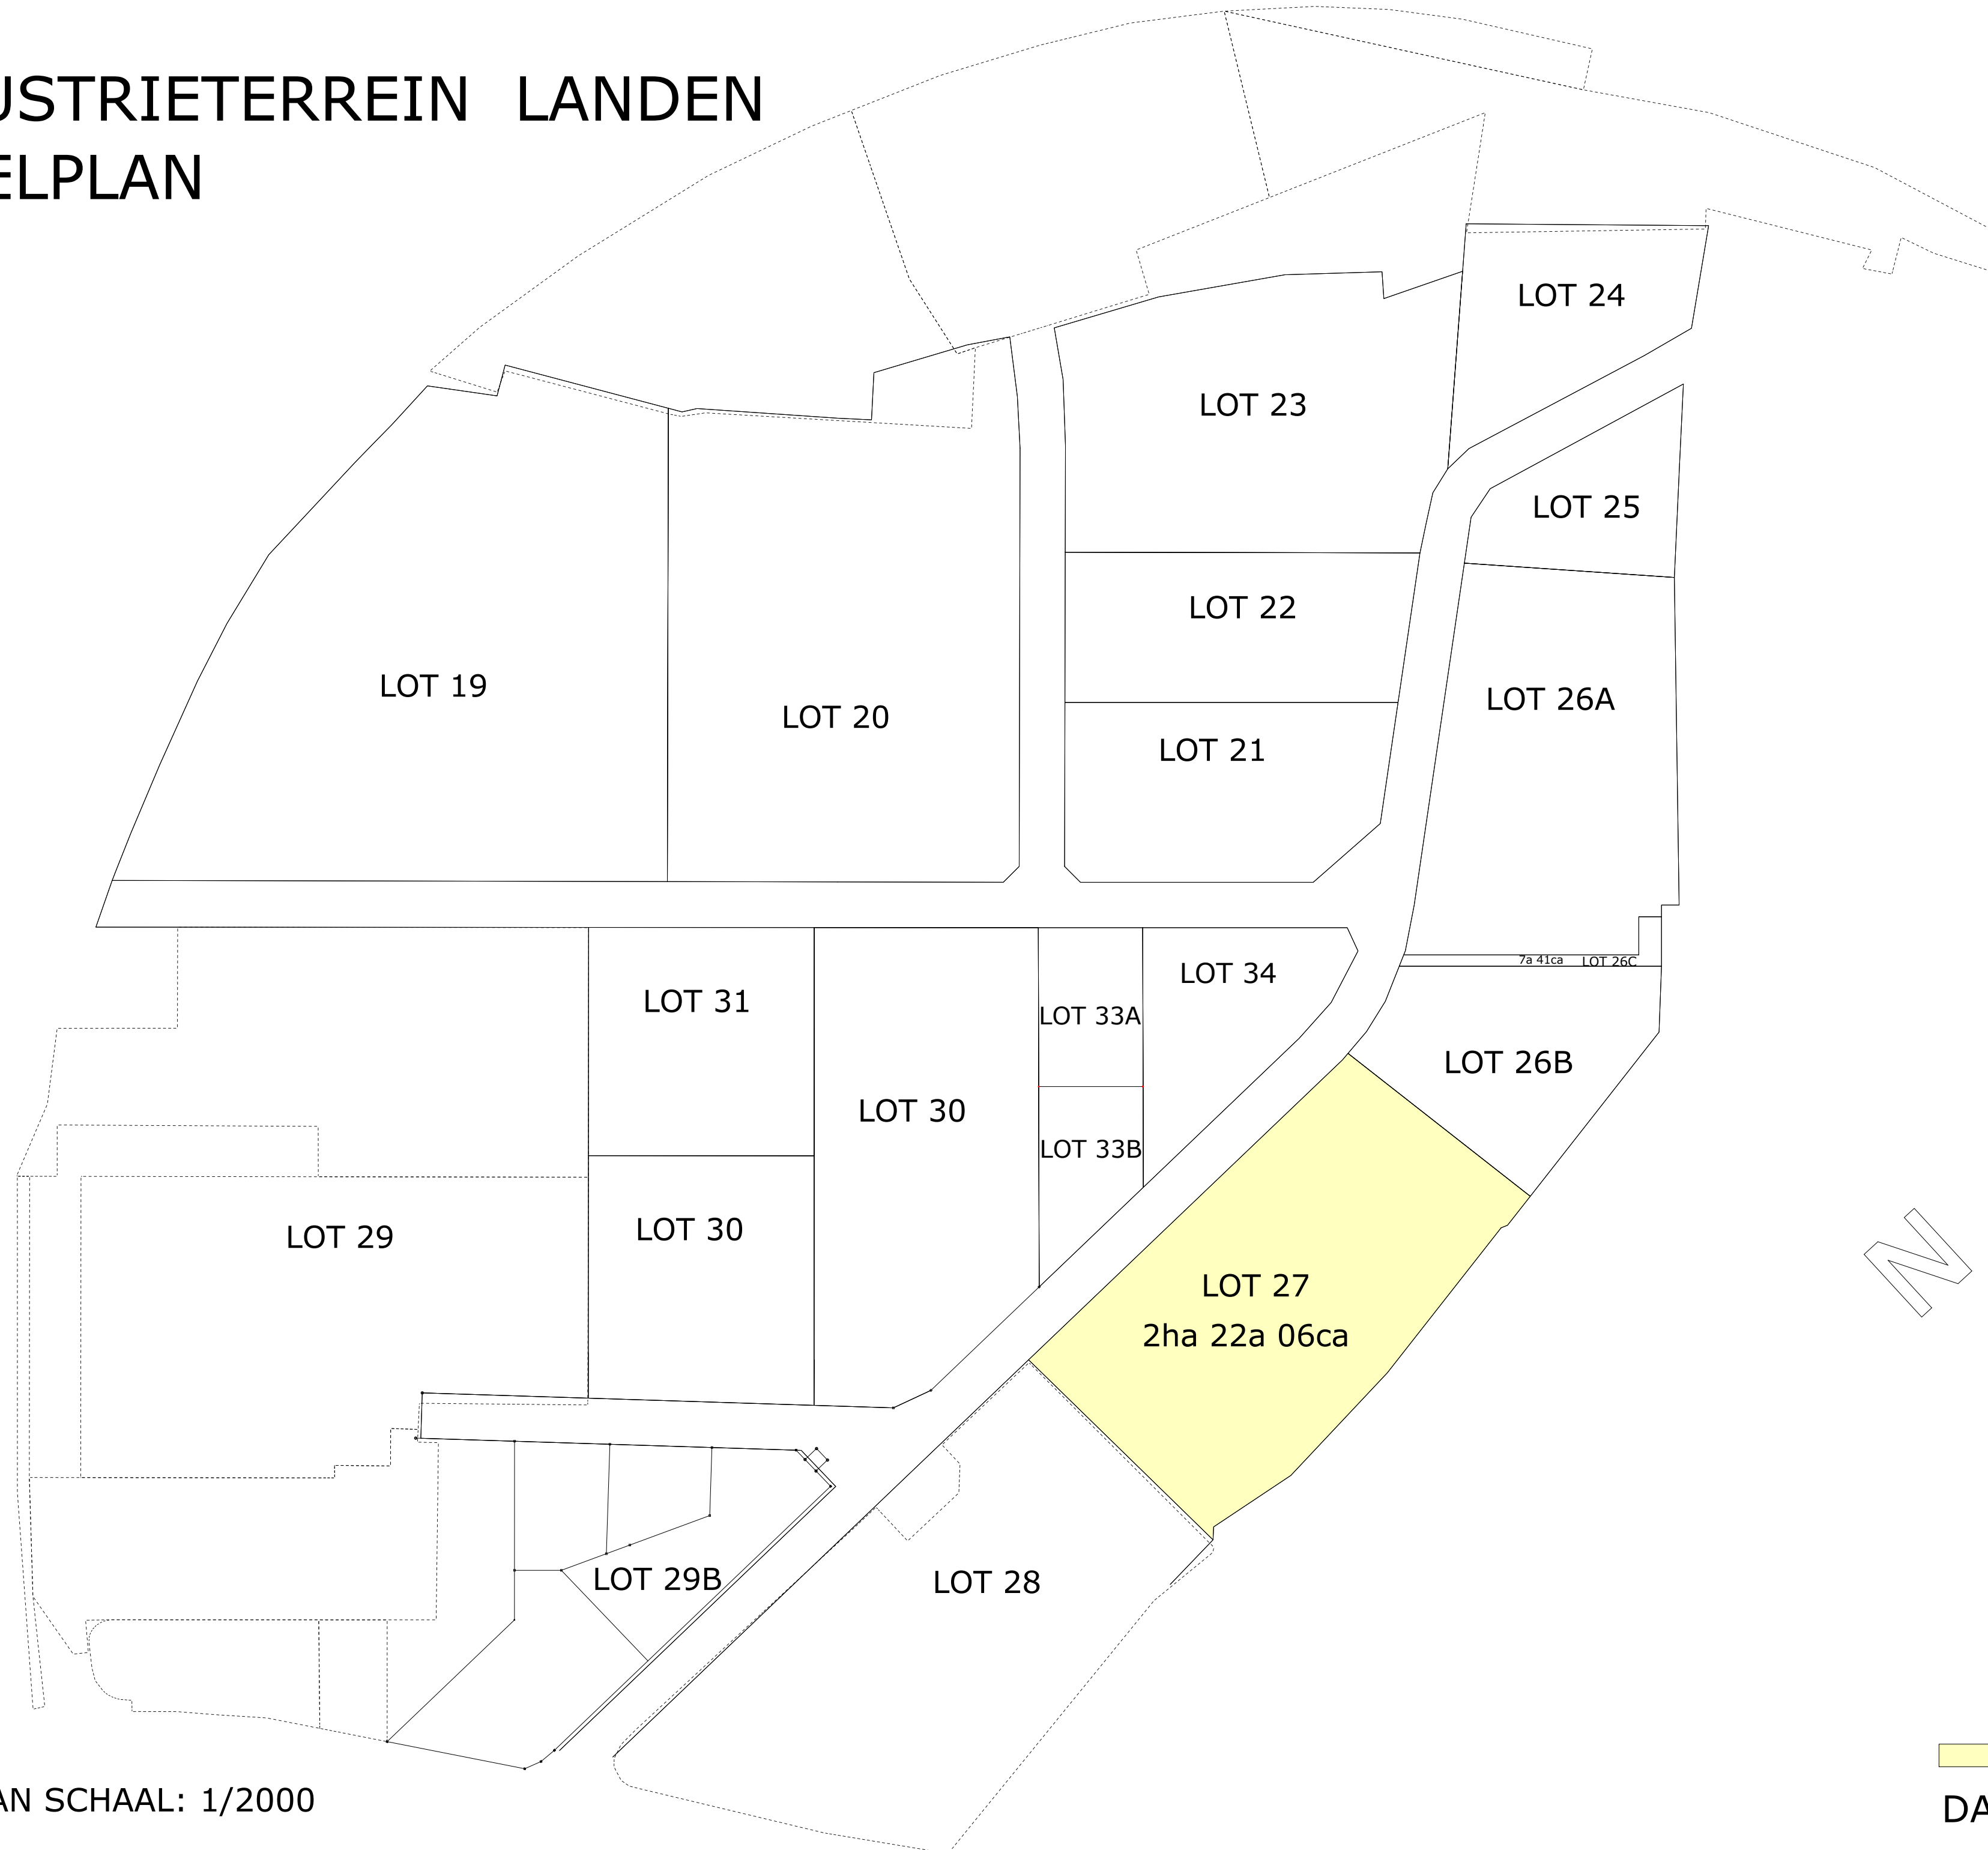 USTRIETERREIN LANDEN
ELPLAN
LOT 24
LOT 23
LOT 25
LOT 22
LOT 19
LOT 26A
LOT 20
LOT 21
7a 41ca LOT 26C
LOT 34
LOT 31
LOT 33A
LOT 26B
LOT 30
LOT 33B
LOT 30
LOT 29
N
LOT 27
2ha 22a 06ca
LOT 29B
LOT 28
AN SCHAAL: 1/2000
DA